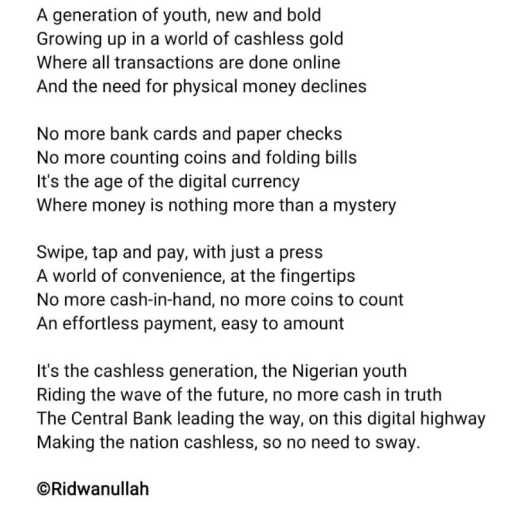 A generation of youth, new and bold
Growing up in a world of cashless gold
Where all transactions are done online
And the need for physical money declines

No more bank cards and paper checks
No more counting coins and folding bills
It's the age of the digital currency
Where money is nothing more than a mystery

Swipe, tap and pay, with just a press
A world of convenience, at the fingertips
No more cash-in-hand, no more coins to count
An effortless payment, easy to amount

It's the cashless generation, the Nigerian youth
Riding the wave of the future, no more cash in truth
The Central Bank leading the way, on this digital highway
Making the nation cashless, so no need to sway.

©Ridwanullah